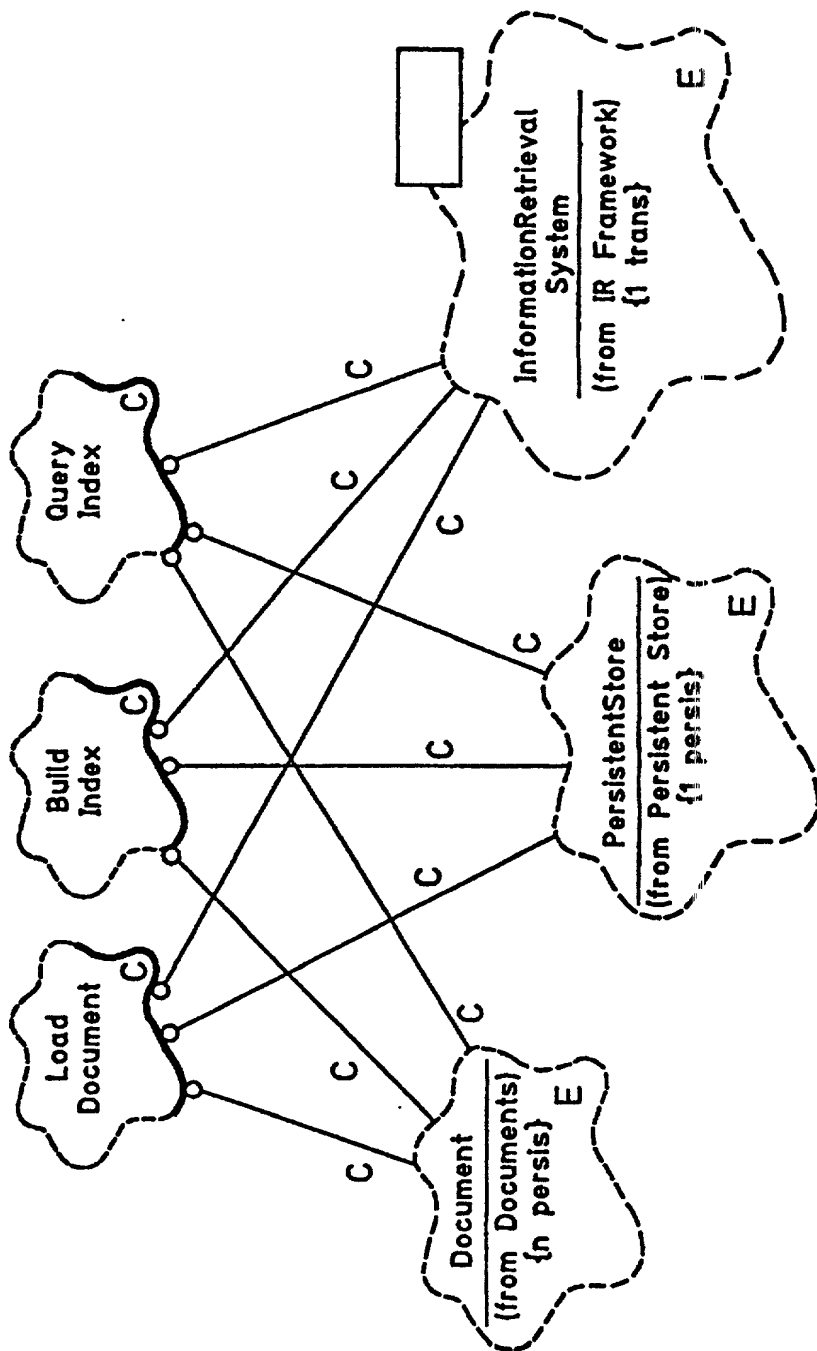 Load
Document
C
Build
Index
C
Query
Index
C
C
C
C
C
C
C
C
C
C
Document
(from Documents)
{n persis}
E
PersistentStore
(from Persistent Store)
{1 persis}
E
InformationRetrieval
System
(from IR Framework)
{1 trans}
E